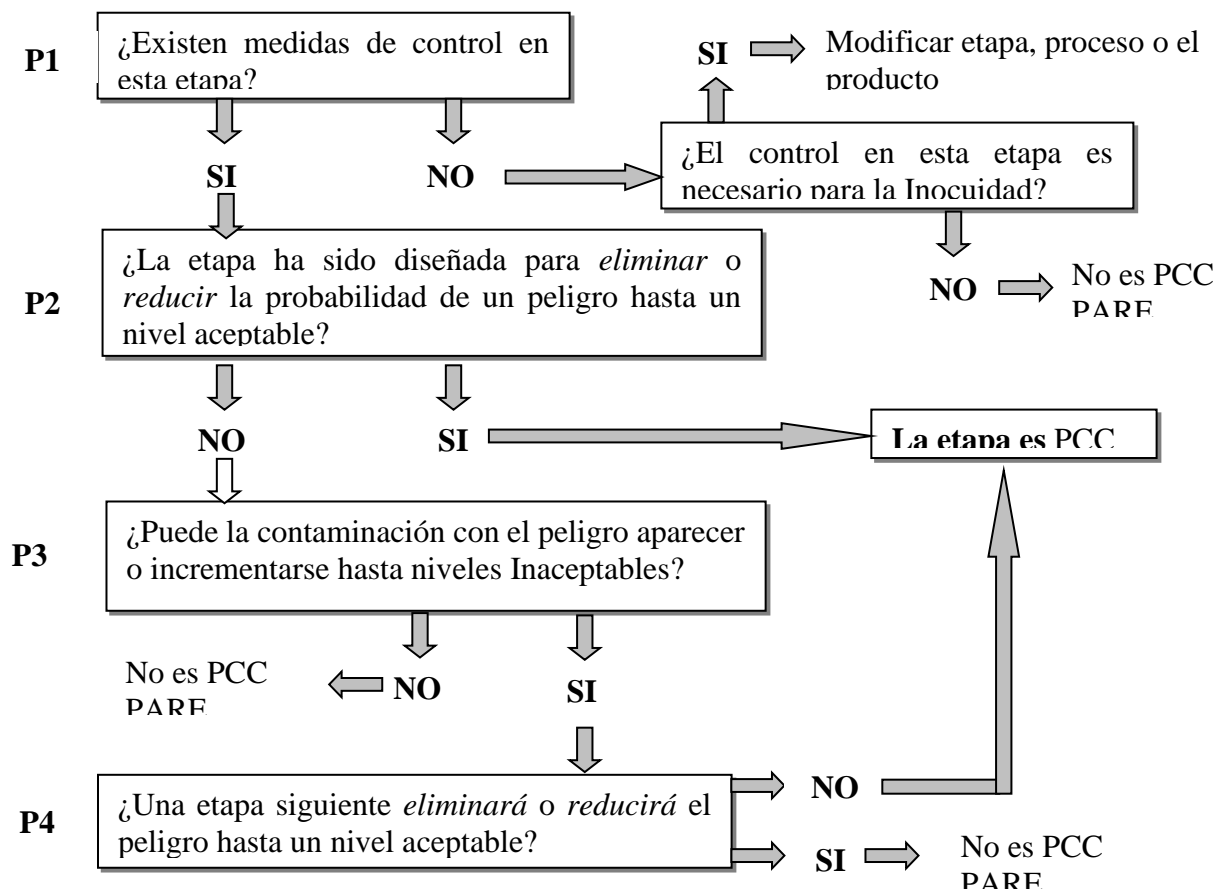 P1
¿Existen medidas de control en
esta etapa?
SI
Modificar etapa, proceso o el
producto
SI
NO
¿El control en esta etapa es
necesario para la Inocuidad?
P2
¿La etapa ha sido diseñada para eliminar o
reducir la probabilidad de un peligro hasta un
nivel aceptable?
NO
No es PCC
PARE
NO
SI
La etapa es PCC
P3
¿Puede la contaminación con el peligro aparecer
o incrementarse hasta niveles Inaceptables?
No es PCC
PARE
NO
SI
P4
¿Una etapa siguiente eliminará o reducirá el
peligro hasta un nivel aceptable?
NO
SI
No es PCC
PARE